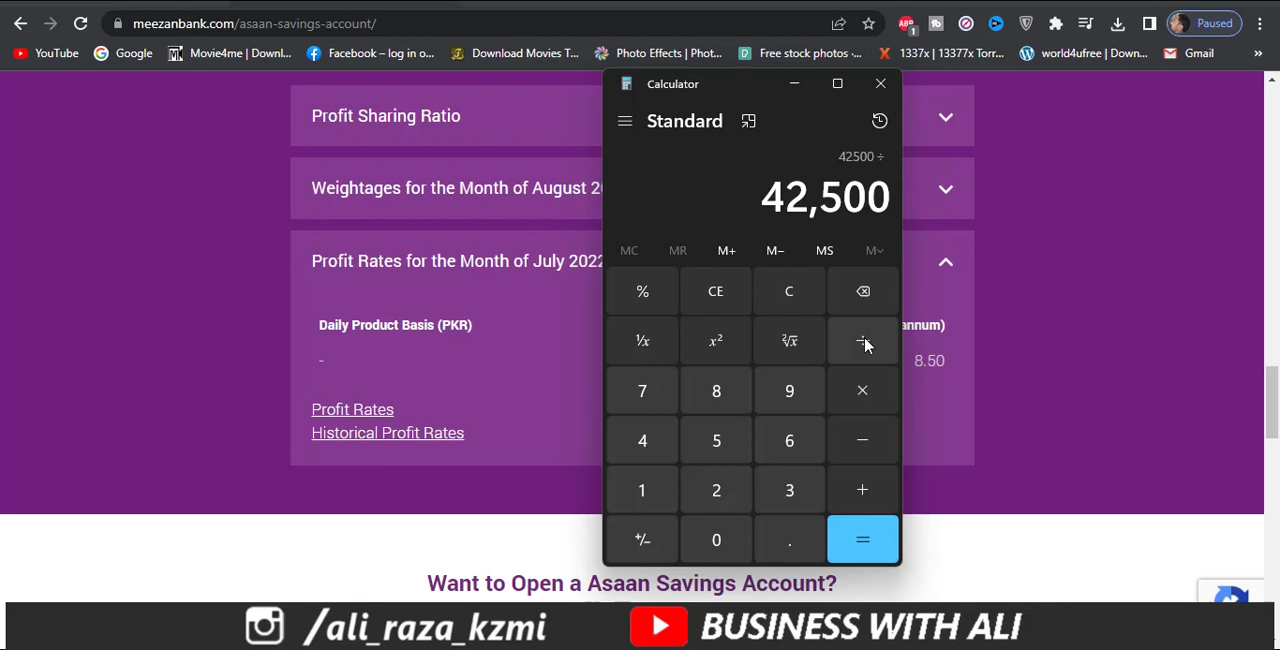 meezanbank.com/asaan-savings-account/
ABP
1
Paused
YouTube
Google
Movie4me | Downl...
Facebook – log in o...
Download Movies T...
Photo Effects | Phot...
Free stock photos ·...
1337x | 13377x Torr...
world4ufree | Down...
Gmail
»
Calculator
Profit Sharing Ratio
Standard
42500 ÷
42,500
Weightages for the Month of August 20
MC MR M+ M− MS M˅
Profit Rates for the Month of July 2022
% CE C
Daily Product Basis (PKR)
annum)
⅟x x² ²√x
-
8.50
7 8 9 ×
Profit Rates
Historical Profit Rates
4 5 6 −
1 2 3 +
+/− 0 . =
Want to Open a Asaan Savings Account?
/ali_raza_kzmi
BUSINESS WITH ALI